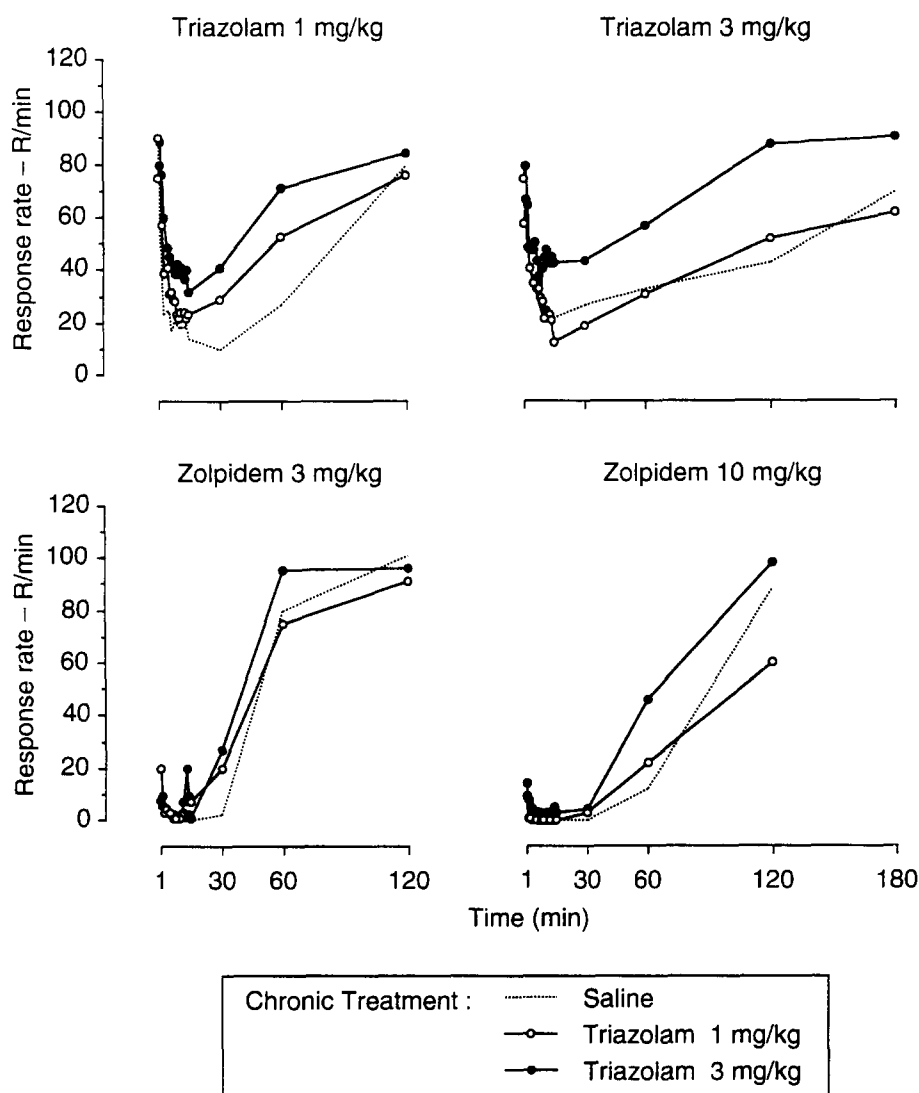 Triazolam 1 mg/kg
Triazolam 3 mg/kg
Response rate – R/min
120
100
80
60
40
20
0
Zolpidem 3 mg/kg
Zolpidem 10 mg/kg
Response rate – R/min
120
100
80
60
40
20
0
1 30 60 120
1 30 60 120 180
Time (min)
Chronic Treatment :
Saline
Triazolam 1 mg/kg
Triazolam 3 mg/kg